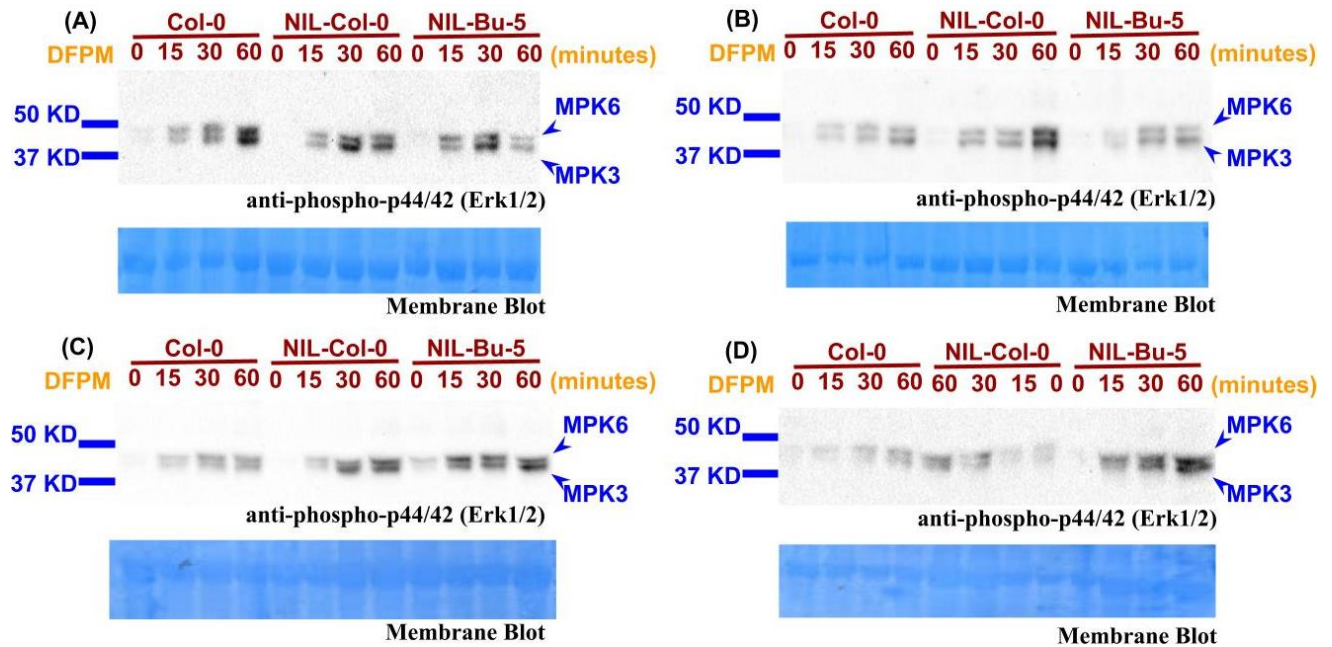 (A)
Col-0 NIL-Col-0 NIL-Bu-5
DFPM 0 15 30 60 0 15 30 60 0 15 30 60 (minutes)
50 KD
37 KD
MPK6
MPK3
anti-phospho-p44/42 (Erk1/2)
Membrane Blot
(B)
Col-0 NIL-Col-0 NIL-Bu-5
DFPM 0 15 30 60 0 15 30 60 0 15 30 60 (minutes)
50 KD
37 KD
MPK6
MPK3
anti-phospho-p44/42 (Erk1/2)
Membrane Blot
(C)
Col-0 NIL-Col-0 NIL-Bu-5
DFPM 0 15 30 60 0 15 30 60 0 15 30 60 (minutes)
50 KD
37 KD
MPK6
MPK3
anti-phospho-p44/42 (Erk1/2)
Membrane Blot
(D)
Col-0 NIL-Col-0 NIL-Bu-5
DFPM 0 15 30 60 60 30 15 0 0 15 30 60 (minutes)
50 KD
37 KD
MPK6
MPK3
anti-phospho-p44/42 (Erk1/2)
Membrane Blot